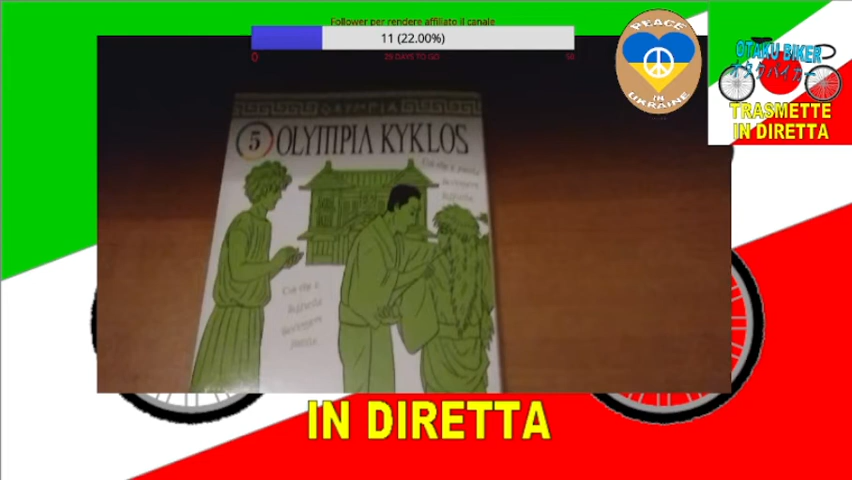 Follower per rendere affiliato il canale
11 (22.00%)
0
28 DAYS TO GO
50
PEACE
IN
UKRAINE
OTAKU BIKER
オタクバイカー
TRASMETTE
IN DIRETTA
OLYMPIA
5 OLYMPIA KYKLOS
IN DIRETTA